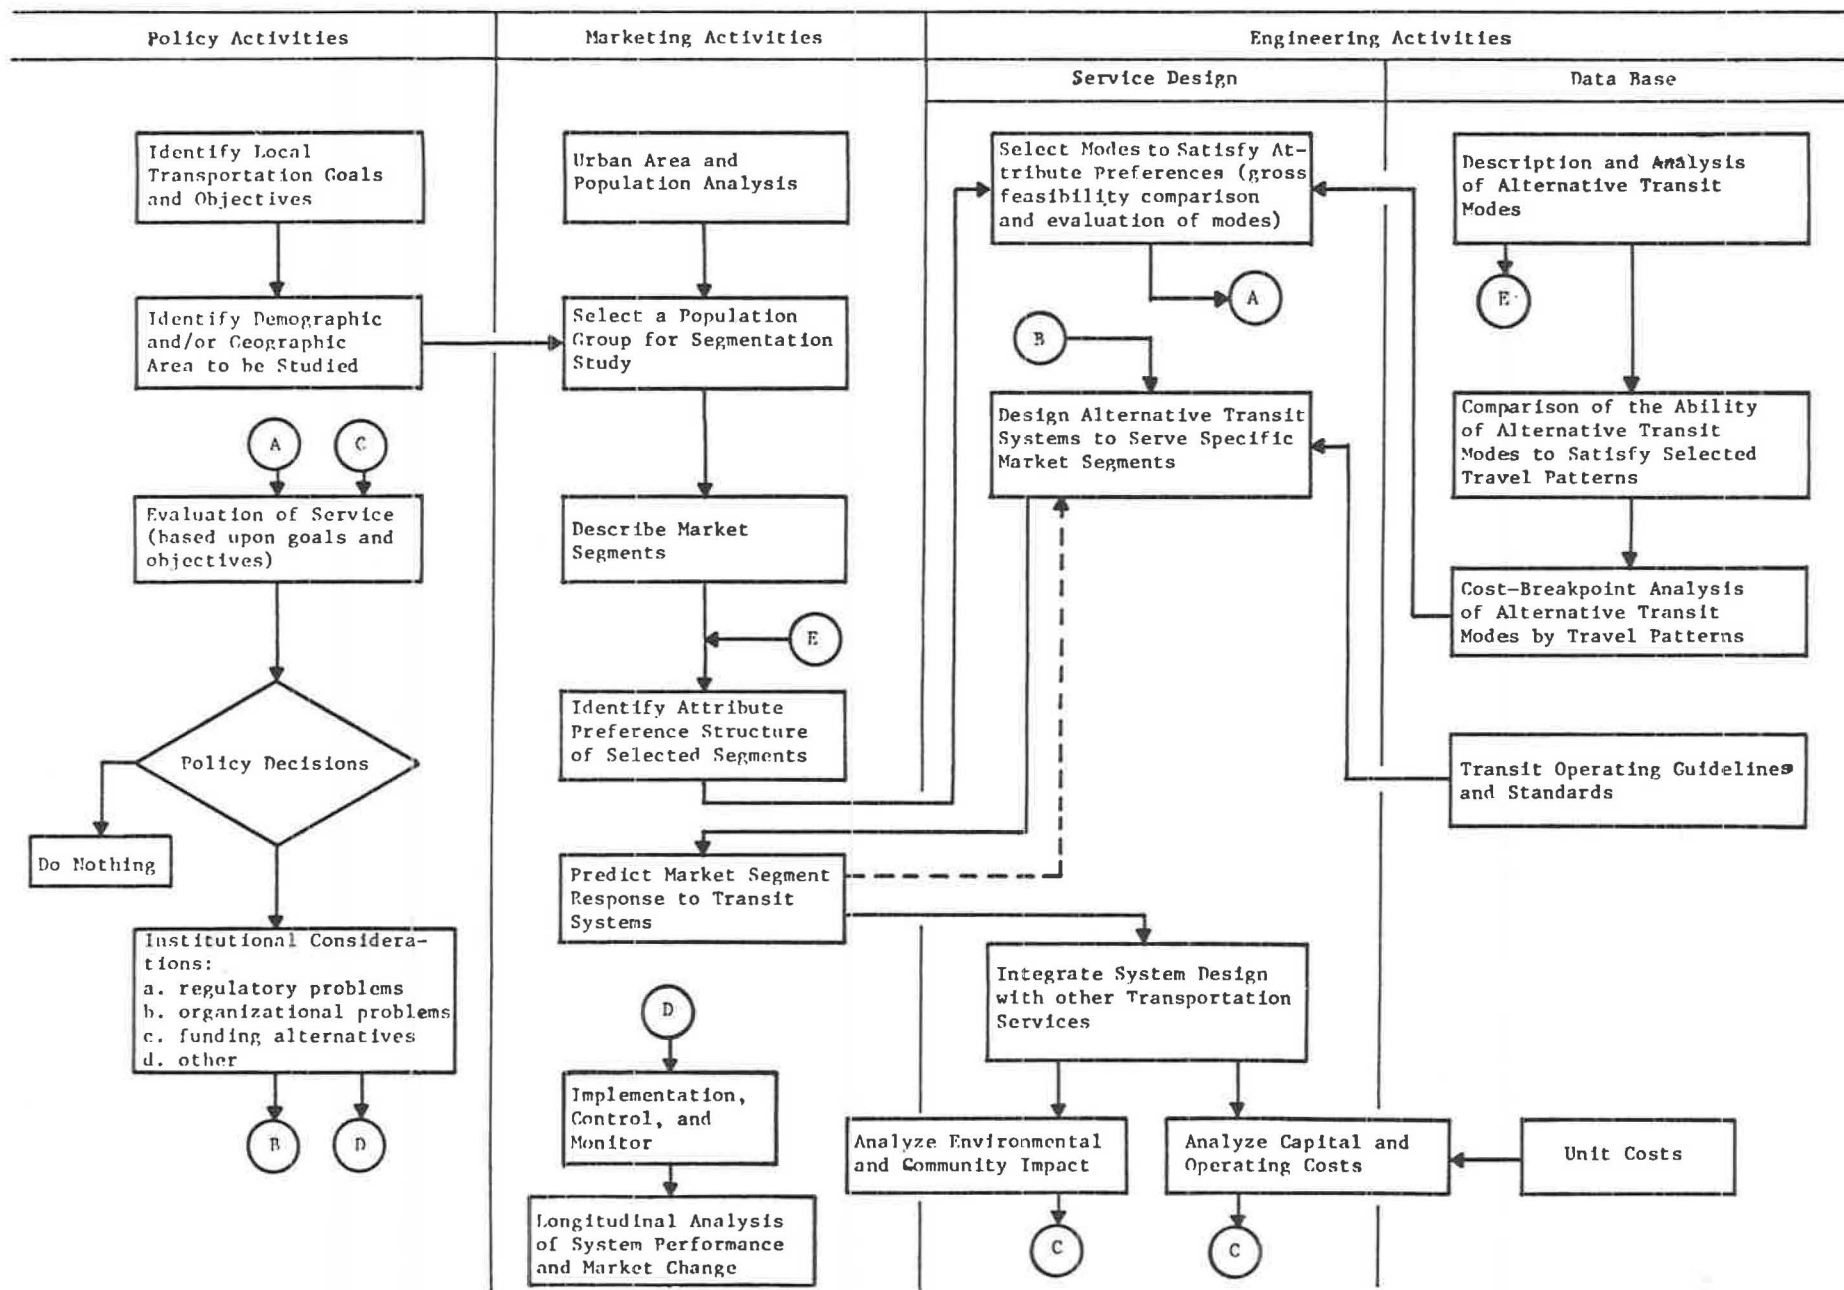 Policy Activities
Marketing Activities
Engineering Activities
Service Design
Data Base
Identify Local
Transportation Goals
and Objectives
Identify Demographic
and/or Geographic
Area to be Studied
A
C
Evaluation of Service
(based upon goals and
objectives)
Policy Decisions
Do Nothing
Institutional Considera-
tions:
a. regulatory problems
b. organizational problems
c. funding alternatives
d. other
B
D
Urban Area and
Population Analysis
Select a Population
Group for Segmentation
Study
Describe Market
Segments
E
Identify Attribute
Preference Structure
of Selected Segments
Predict Market Segment
Response to Transit
Systems
D
Implementation,
Control, and
Monitor
Longitudinal Analysis
of System Performance
and Market Change
Select Modes to Satisfy At-
tribute Preferences (gross
feasibility comparison
and evaluation of modes)
A
B
Design Alternative Transit
Systems to Serve Specific
Market Segments
Integrate System Design
with other Transportation
Services
Analyze Environmental
and Community Impact
Analyze Capital and
Operating Costs
C
C
Description and Analysis
of Alternative Transit
Modes
E
Comparison of the Ability
of Alternative Transit
Modes to Satisfy Selected
Travel Patterns
Cost-Breakpoint Analysis
of Alternative Transit
Modes by Travel Patterns
Transit Operating Guidelines
and Standards
Unit Costs